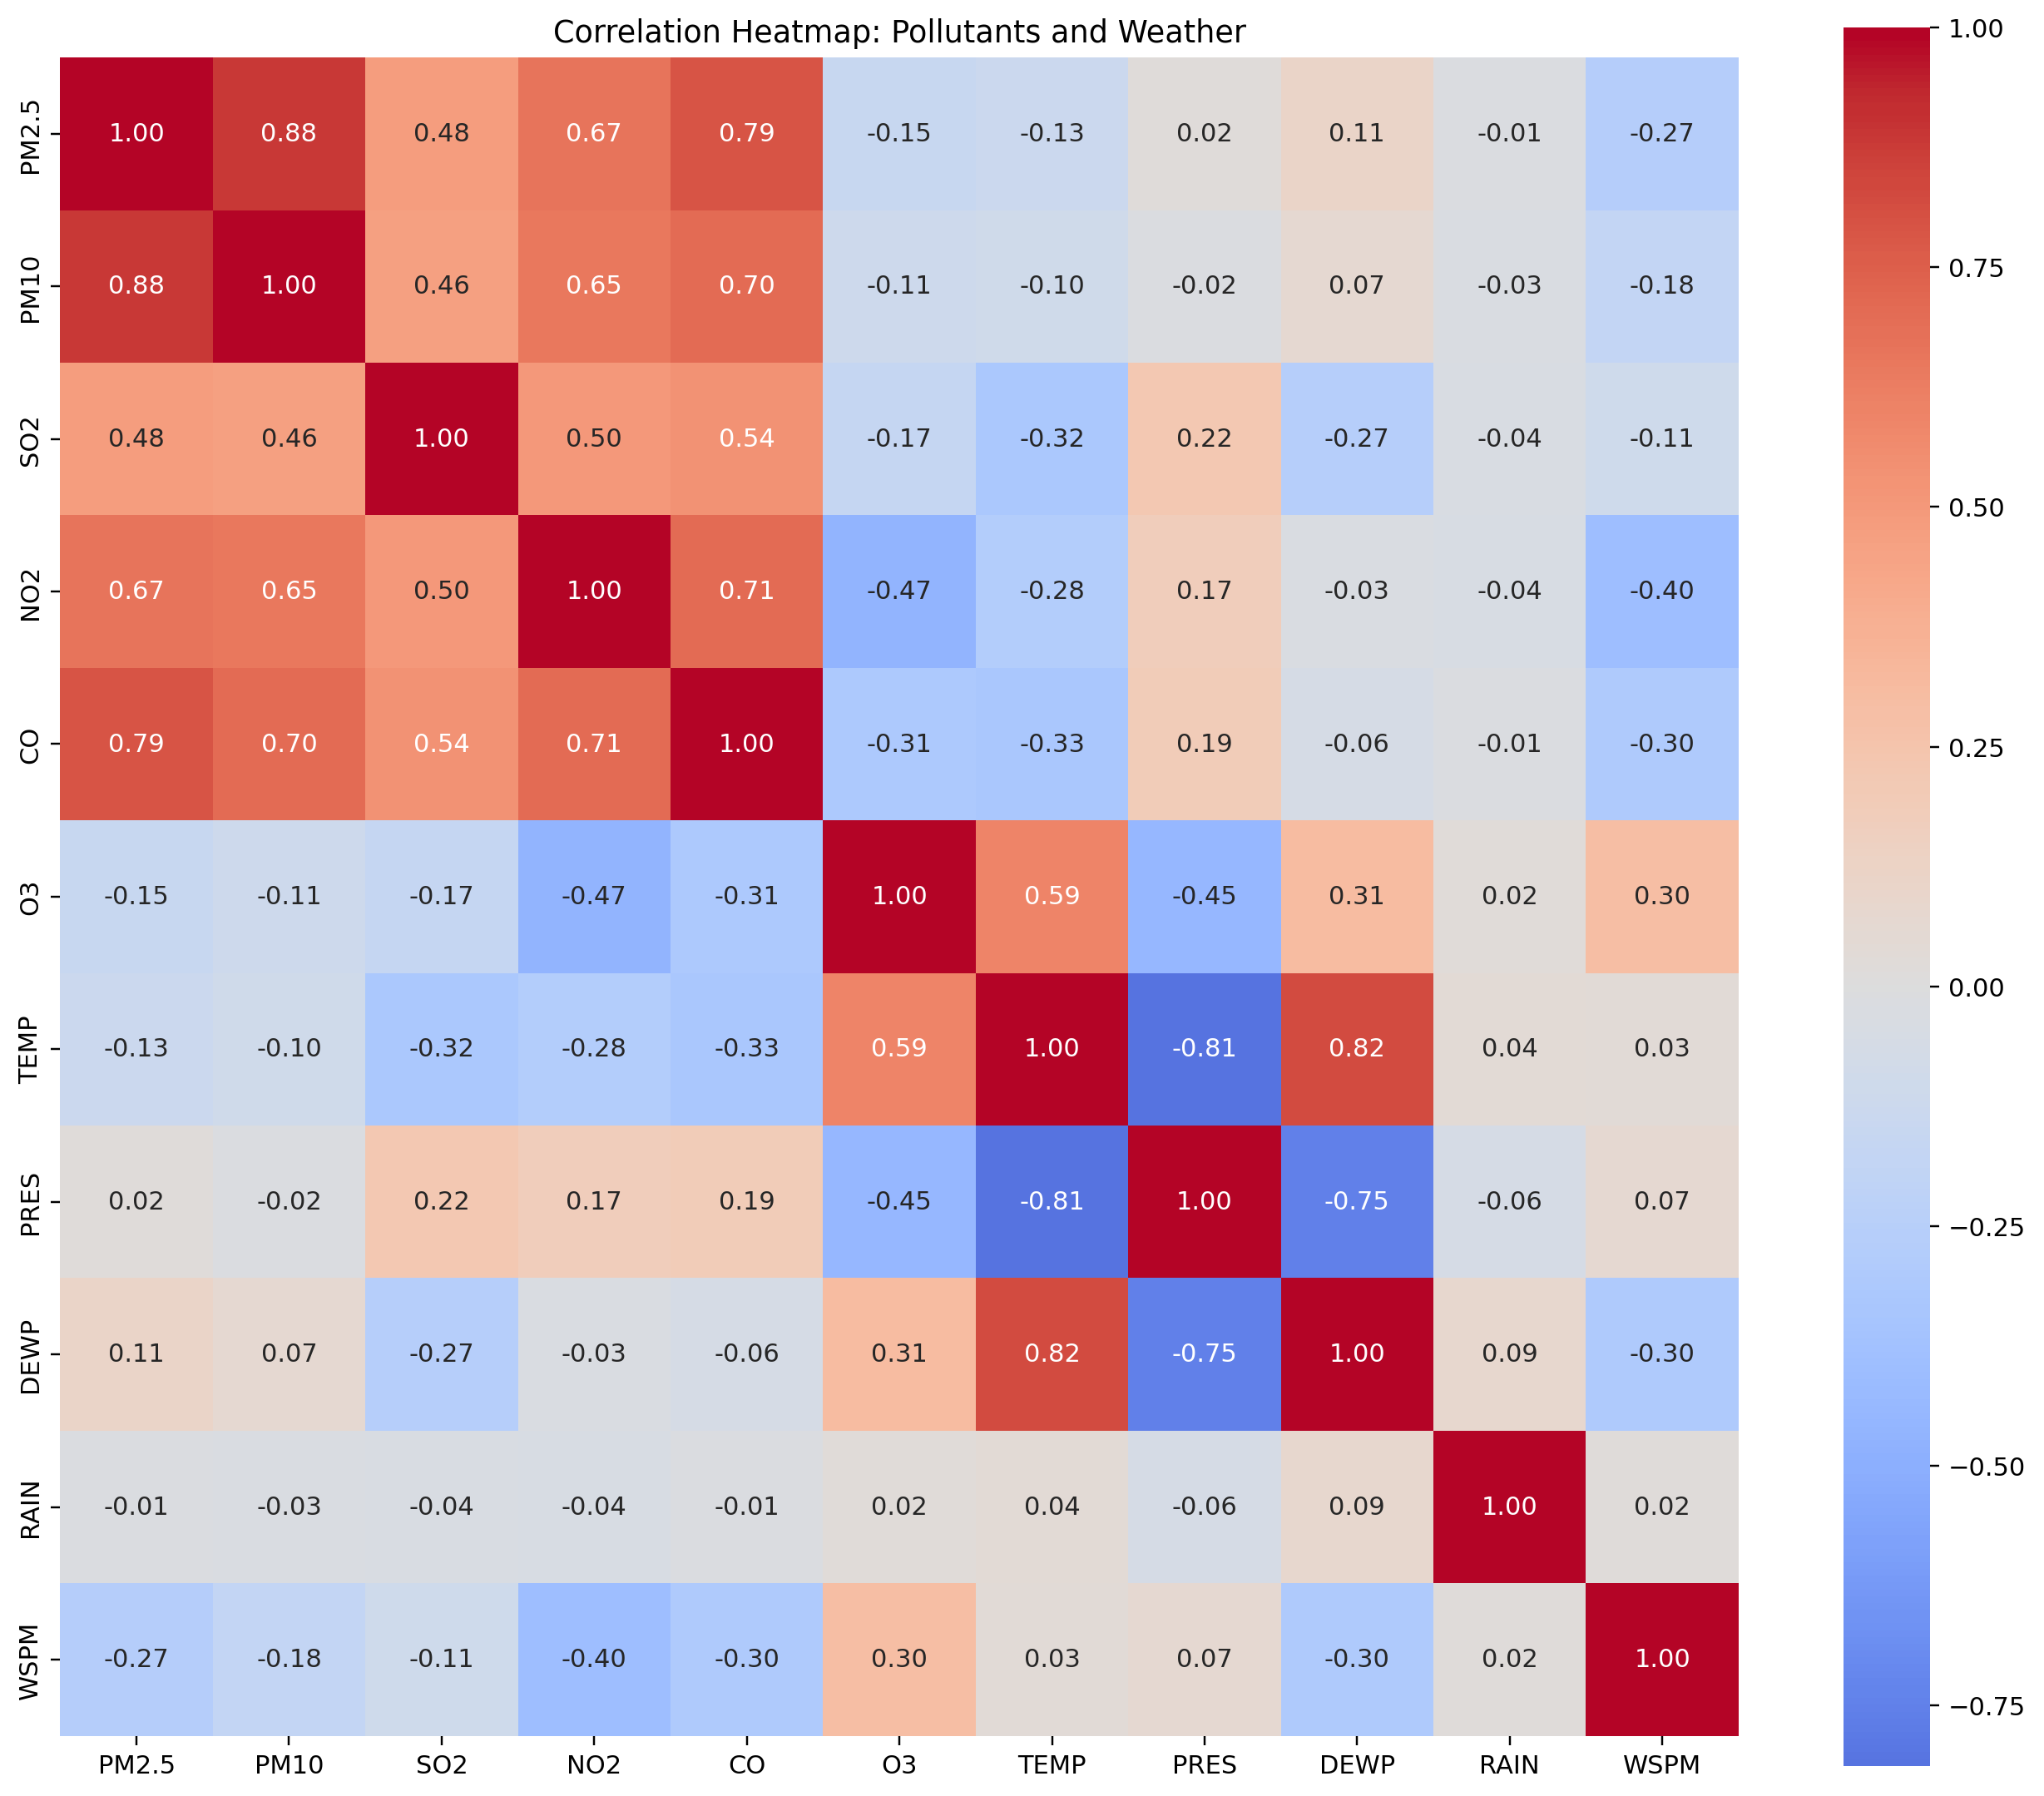 Correlation Heatmap: Pollutants and Weather
PM2.5 1.00 0.88 0.48 0.67 0.79 -0.15 -0.13 0.02 0.11 -0.01 -0.27
PM10 0.88 1.00 0.46 0.65 0.70 -0.11 -0.10 -0.02 0.07 -0.03 -0.18
SO2 0.48 0.46 1.00 0.50 0.54 -0.17 -0.32 0.22 -0.27 -0.04 -0.11
NO2 0.67 0.65 0.50 1.00 0.71 -0.47 -0.28 0.17 -0.03 -0.04 -0.40
CO 0.79 0.70 0.54 0.71 1.00 -0.31 -0.33 0.19 -0.06 -0.01 -0.30
O3 -0.15 -0.11 -0.17 -0.47 -0.31 1.00 0.59 -0.45 0.31 0.02 0.30
TEMP -0.13 -0.10 -0.32 -0.28 -0.33 0.59 1.00 -0.81 0.82 0.04 0.03
PRES 0.02 -0.02 0.22 0.17 0.19 -0.45 -0.81 1.00 -0.75 -0.06 0.07
DEWP 0.11 0.07 -0.27 -0.03 -0.06 0.31 0.82 -0.75 1.00 0.09 -0.30
RAIN -0.01 -0.03 -0.04 -0.04 -0.01 0.02 0.04 -0.06 0.09 1.00 0.02
WSPM -0.27 -0.18 -0.11 -0.40 -0.30 0.30 0.03 0.07 -0.30 0.02 1.00
PM2.5 PM10 SO2 NO2 CO O3 TEMP PRES DEWP RAIN WSPM
1.00
0.75
0.50
0.25
0.00
−0.25
−0.50
−0.75